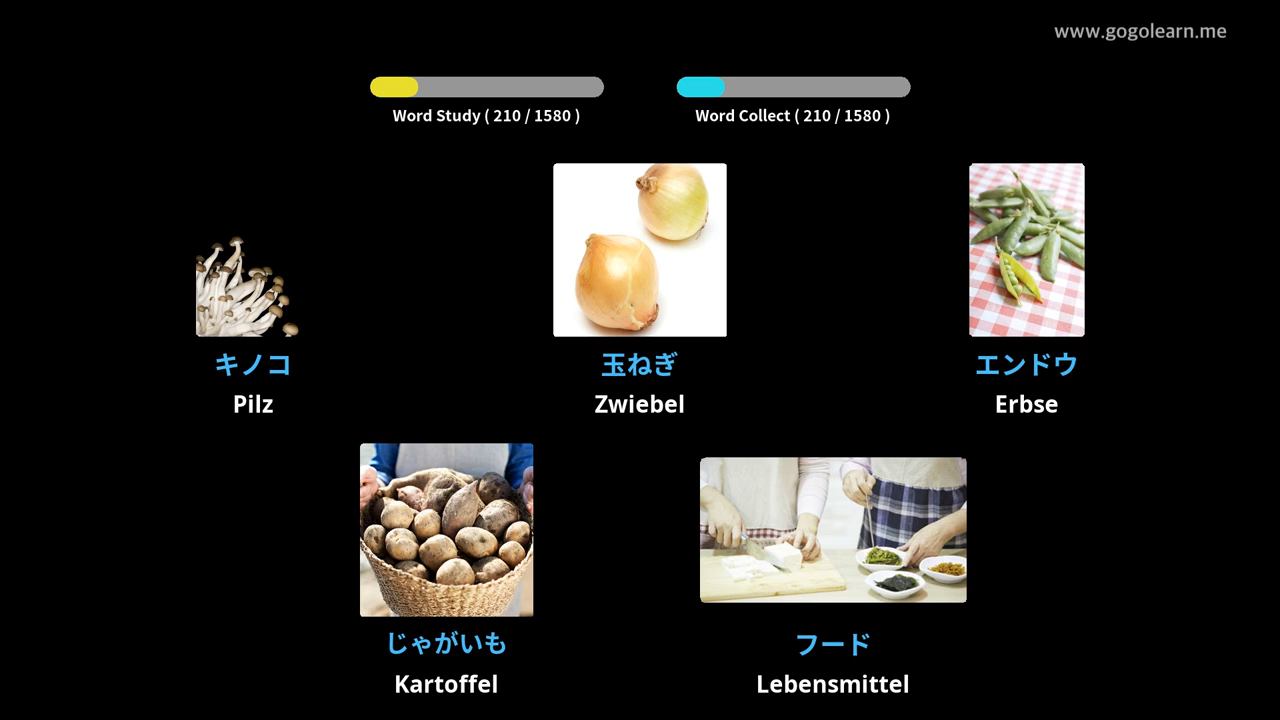 www.gogolearn.me
Word Study ( 210 / 1580 )
Word Collect ( 210 / 1580 )
キノコ
Pilz
玉ねぎ
Zwiebel
エンドウ
Erbse
じゃがいも
Kartoffel
フード
Lebensmittel